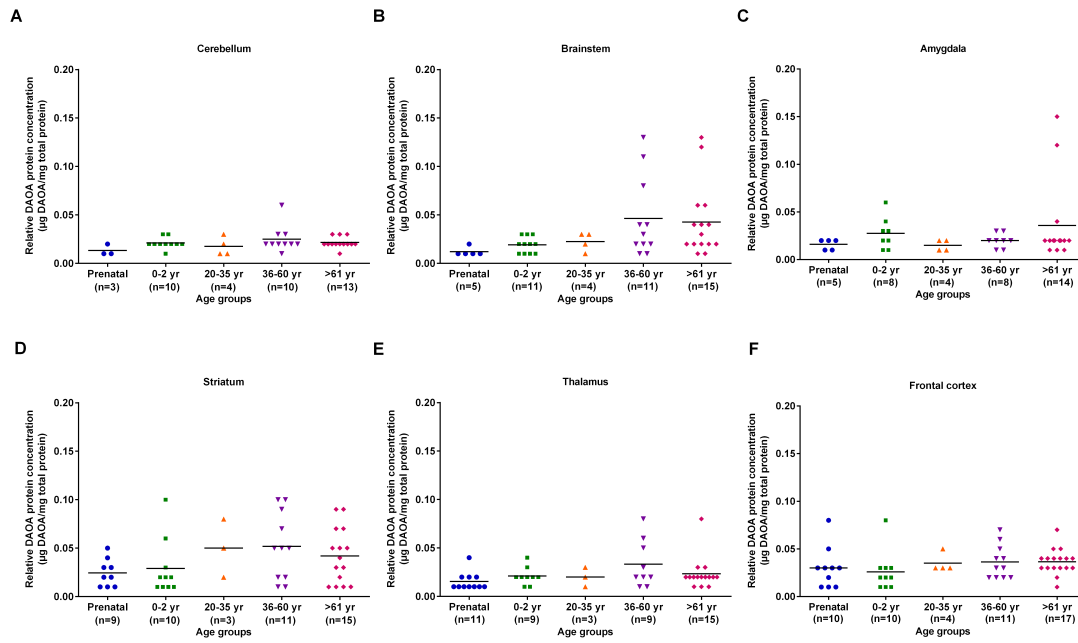 A
Cerebellum
Relative DAOA protein concentration
(µg DAOA/mg total protein)
0.20
0.15
0.10
0.05
0.00
Prenatal 0-2 yr 20-35 yr 36-60 yr >61 yr
(n=3) (n=10) (n=4) (n=10) (n=13)
Age groups
B
Brainstem
Relative DAOA protein concentration
(µg DAOA/mg total protein)
0.20
0.15
0.10
0.05
0.00
Prenatal 0-2 yr 20-35 yr 36-60 yr >61 yr
(n=5) (n=11) (n=4) (n=11) (n=15)
Age groups
C
Amygdala
Relative DAOA protein concentration
(µg DAOA/mg total protein)
0.20
0.15
0.10
0.05
0.00
Prenatal 0-2 yr 20-35 yr 36-60 yr >61 yr
(n=5) (n=8) (n=4) (n=8) (n=14)
Age groups
D
Striatum
Relative DAOA protein concentration
(µg DAOA/mg total protein)
0.20
0.15
0.10
0.05
0.00
Prenatal 0-2 yr 20-35 yr 36-60 yr >61 yr
(n=9) (n=10) (n=3) (n=11) (n=15)
Age groups
E
Thalamus
Relative DAOA protein concentration
(µg DAOA/mg total protein)
0.20
0.15
0.10
0.05
0.00
Prenatal 0-2 yr 20-35 yr 36-60 yr >61 yr
(n=11) (n=9) (n=3) (n=9) (n=15)
Age groups
F
Frontal cortex
Relative DAOA protein concentration
(µg DAOA/mg total protein)
0.20
0.15
0.10
0.05
0.00
Prenatal 0-2 yr 20-35 yr 36-60 yr >61 yr
(n=10) (n=10) (n=4) (n=11) (n=17)
Age groups